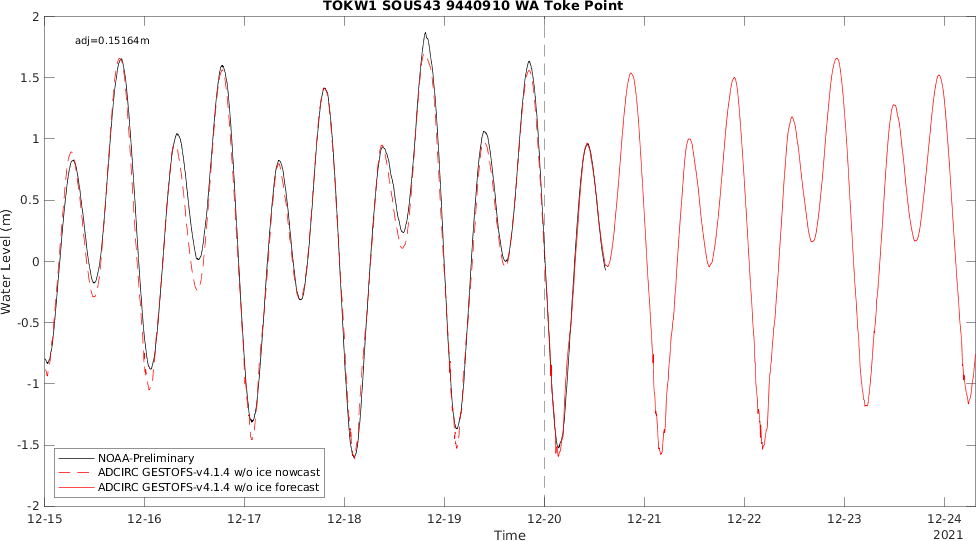 TOKW1 SOUS43 9440910 WA Toke Point
adj=0.15164m
2
1.5
1
0.5
0
-0.5
-1
-1.5
-2
Water Level (m)
NOAA-Preliminary
ADCIRC GESTOFS-v4.1.4 w/o ice nowcast
ADCIRC GESTOFS-v4.1.4 w/o ice forecast
12-15 12-16 12-17 12-18 12-19 12-20 12-21 12-22 12-23 12-24
Time
2021